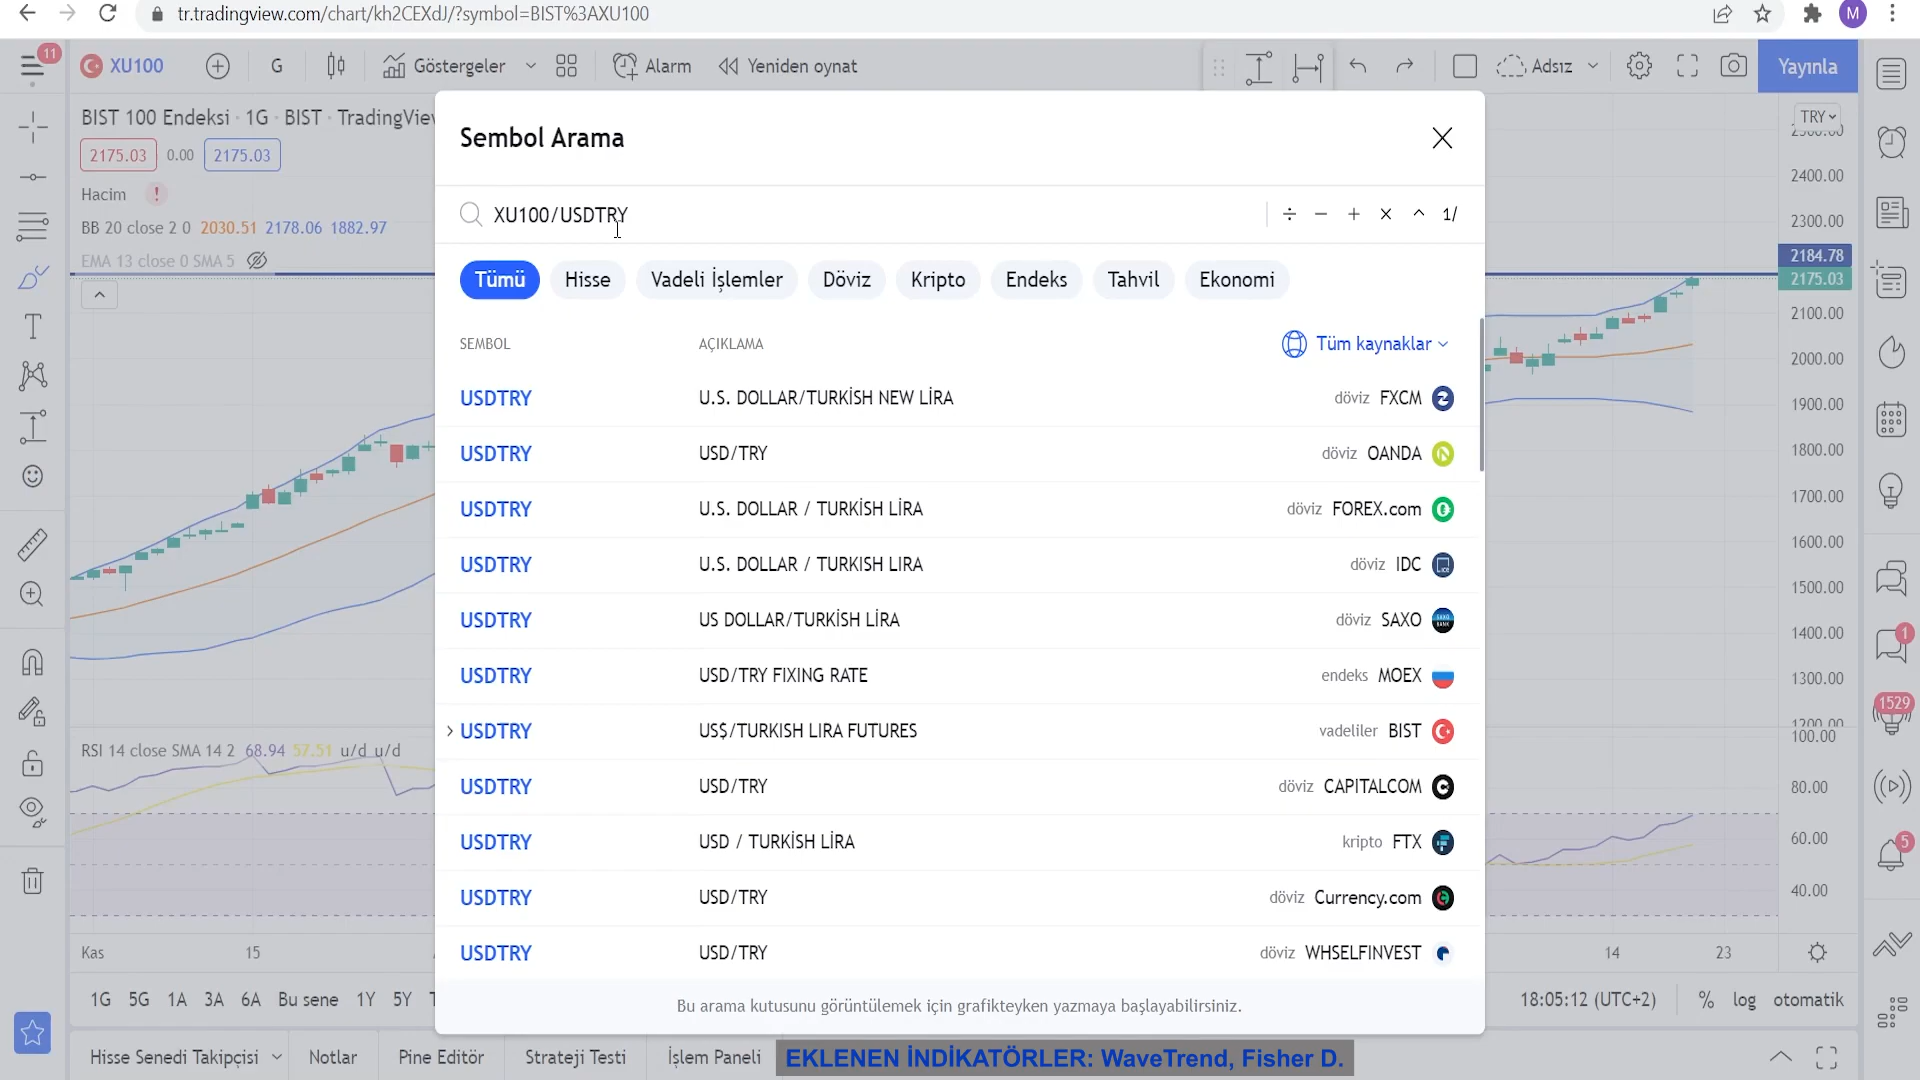 tr.tradingview.com/chart/kh2CEXdJ/?symbol=BIST%3AXU100
M
11
XU100
G
Göstergeler
Alarm
Yeniden oynat
Adsız
Yayınla
BIST 100 Endeksi · 1G · BIST · TradingView
2175.03 0.00 2175.03
Hacim !
BB 20 close 2 0 2030.51 2178.06 1882.97
EMA 13 close 0 SMA 5
Sembol Arama
XU100/USDTRY
÷ − + × ^ 1/
Tümü Hisse Vadeli İşlemler Döviz Kripto Endeks Tahvil Ekonomi
SEMBOL AÇIKLAMA Tüm kaynaklar
USDTRY U.S. DOLLAR/TURKİSH NEW LİRA döviz FXCM
USDTRY USD/TRY döviz OANDA
USDTRY U.S. DOLLAR / TURKİSH LİRA döviz FOREX.com
USDTRY U.S. DOLLAR / TURKISH LIRA döviz IDC
USDTRY US DOLLAR/TURKİSH LİRA döviz SAXO
USDTRY USD/TRY FIXING RATE endeks MOEX
USDTRY US$/TURKISH LIRA FUTURES vadeliler BIST
USDTRY USD/TRY döviz CAPITALCOM
USDTRY USD / TURKİSH LİRA kripto FTX
USDTRY USD/TRY döviz Currency.com
USDTRY USD/TRY döviz WHSELFINVEST
Bu arama kutusunu görüntülemek için grafikteyken yazmaya başlayabilirsiniz.
TRY
2400.00
2300.00
2184.78
2175.03
2100.00
2000.00
1900.00
1800.00
1700.00
1600.00
1500.00
1400.00
1300.00
1200.00
100.00
80.00
60.00
40.00
1
1529
5
RSI 14 close SMA 14 2 68.94 57.51 u/d u/d
Kas 15 14 23
1G 5G 1A 3A 6A Bu sene 1Y 5Y
18:05:12 (UTC+2) % log otomatik
Hisse Senedi Takipçisi Notlar Pine Editör Strateji Testi İşlem Paneli
EKLENEN İNDİKATÖRLER: WaveTrend, Fisher D.